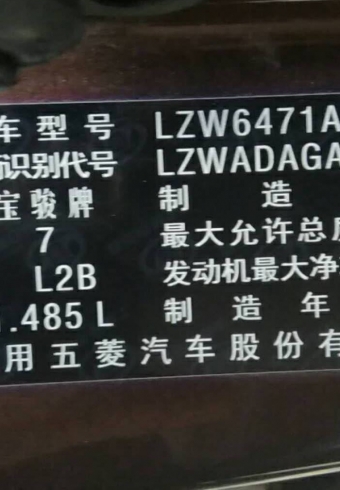 车型号 LZW6471A
识别代号 LZWADAGA
宝骏牌 制 造
7 最大允许总质
L2B 发动机最大净
.485 L 制 造 年
用五菱汽车股份有